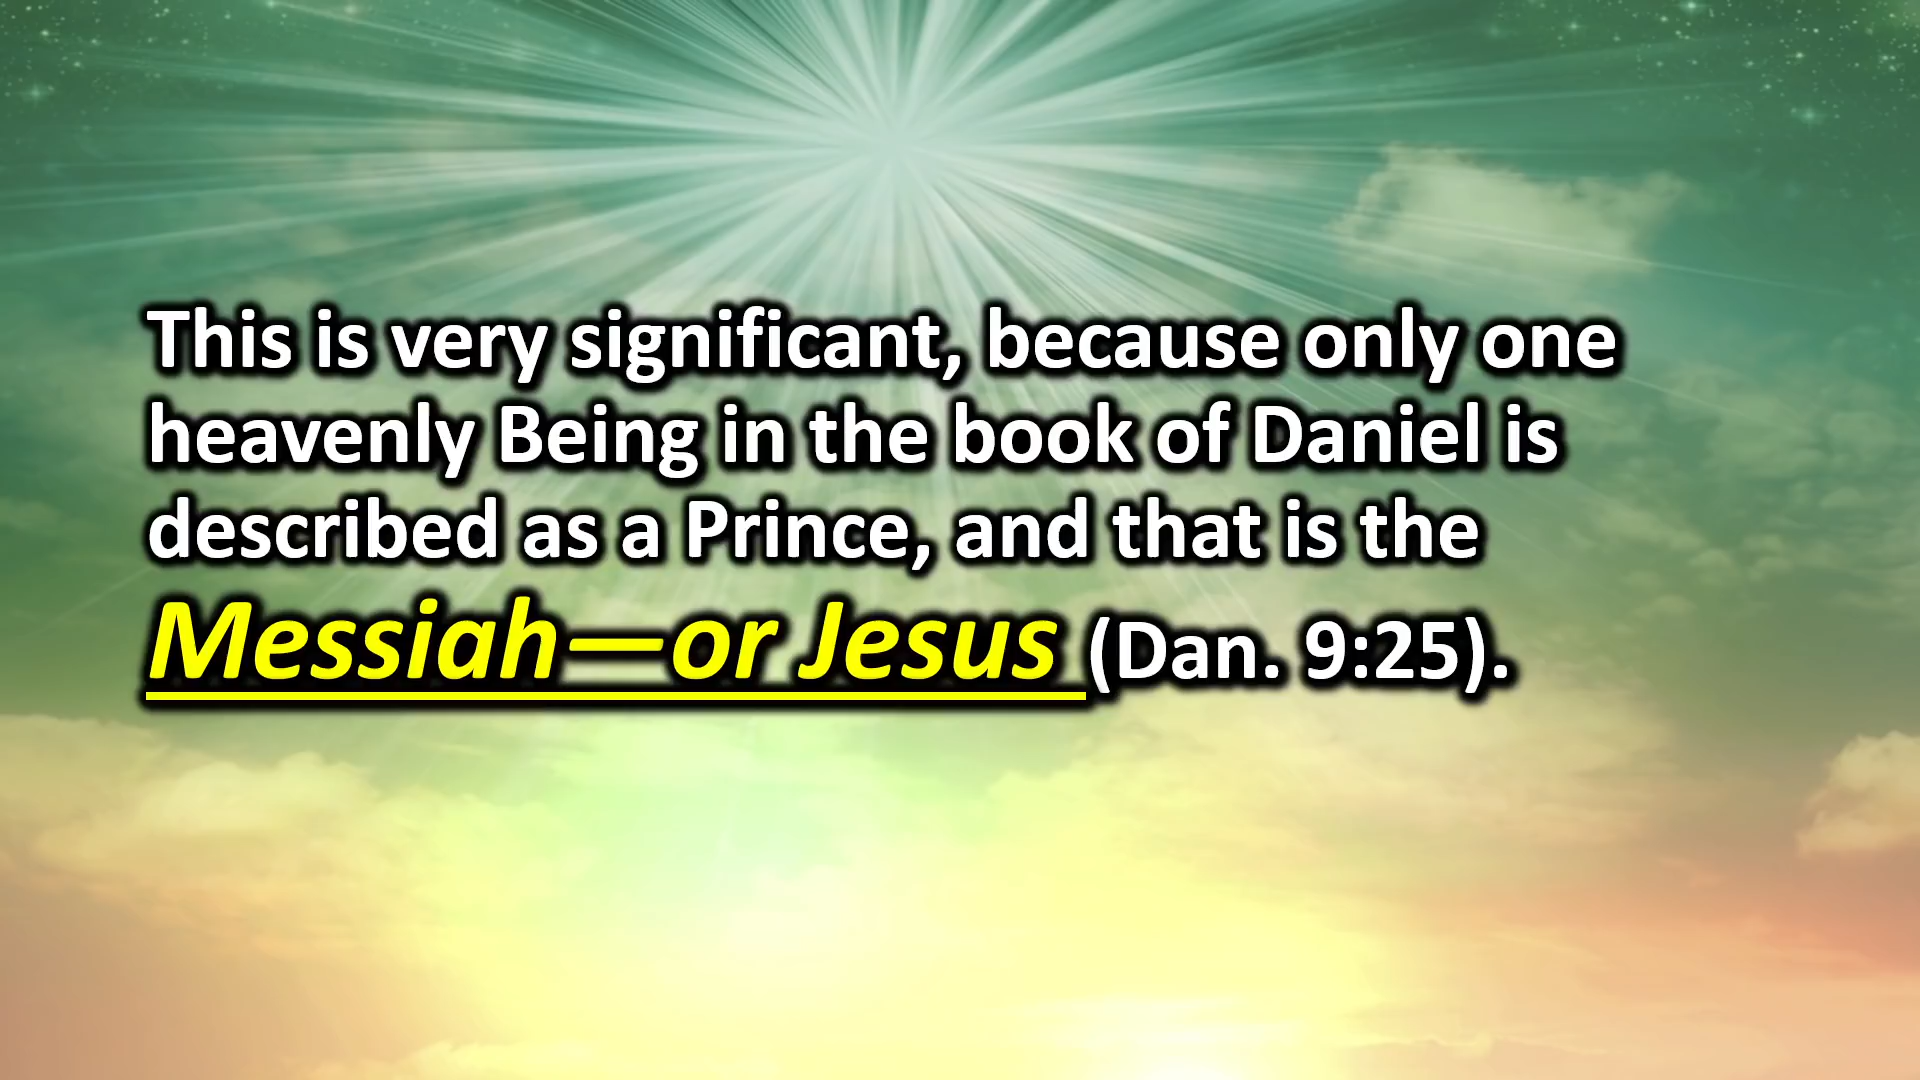 This is very significant, because only one
heavenly Being in the book of Daniel is
described as a Prince, and that is the
Messiah—or Jesus (Dan. 9:25).